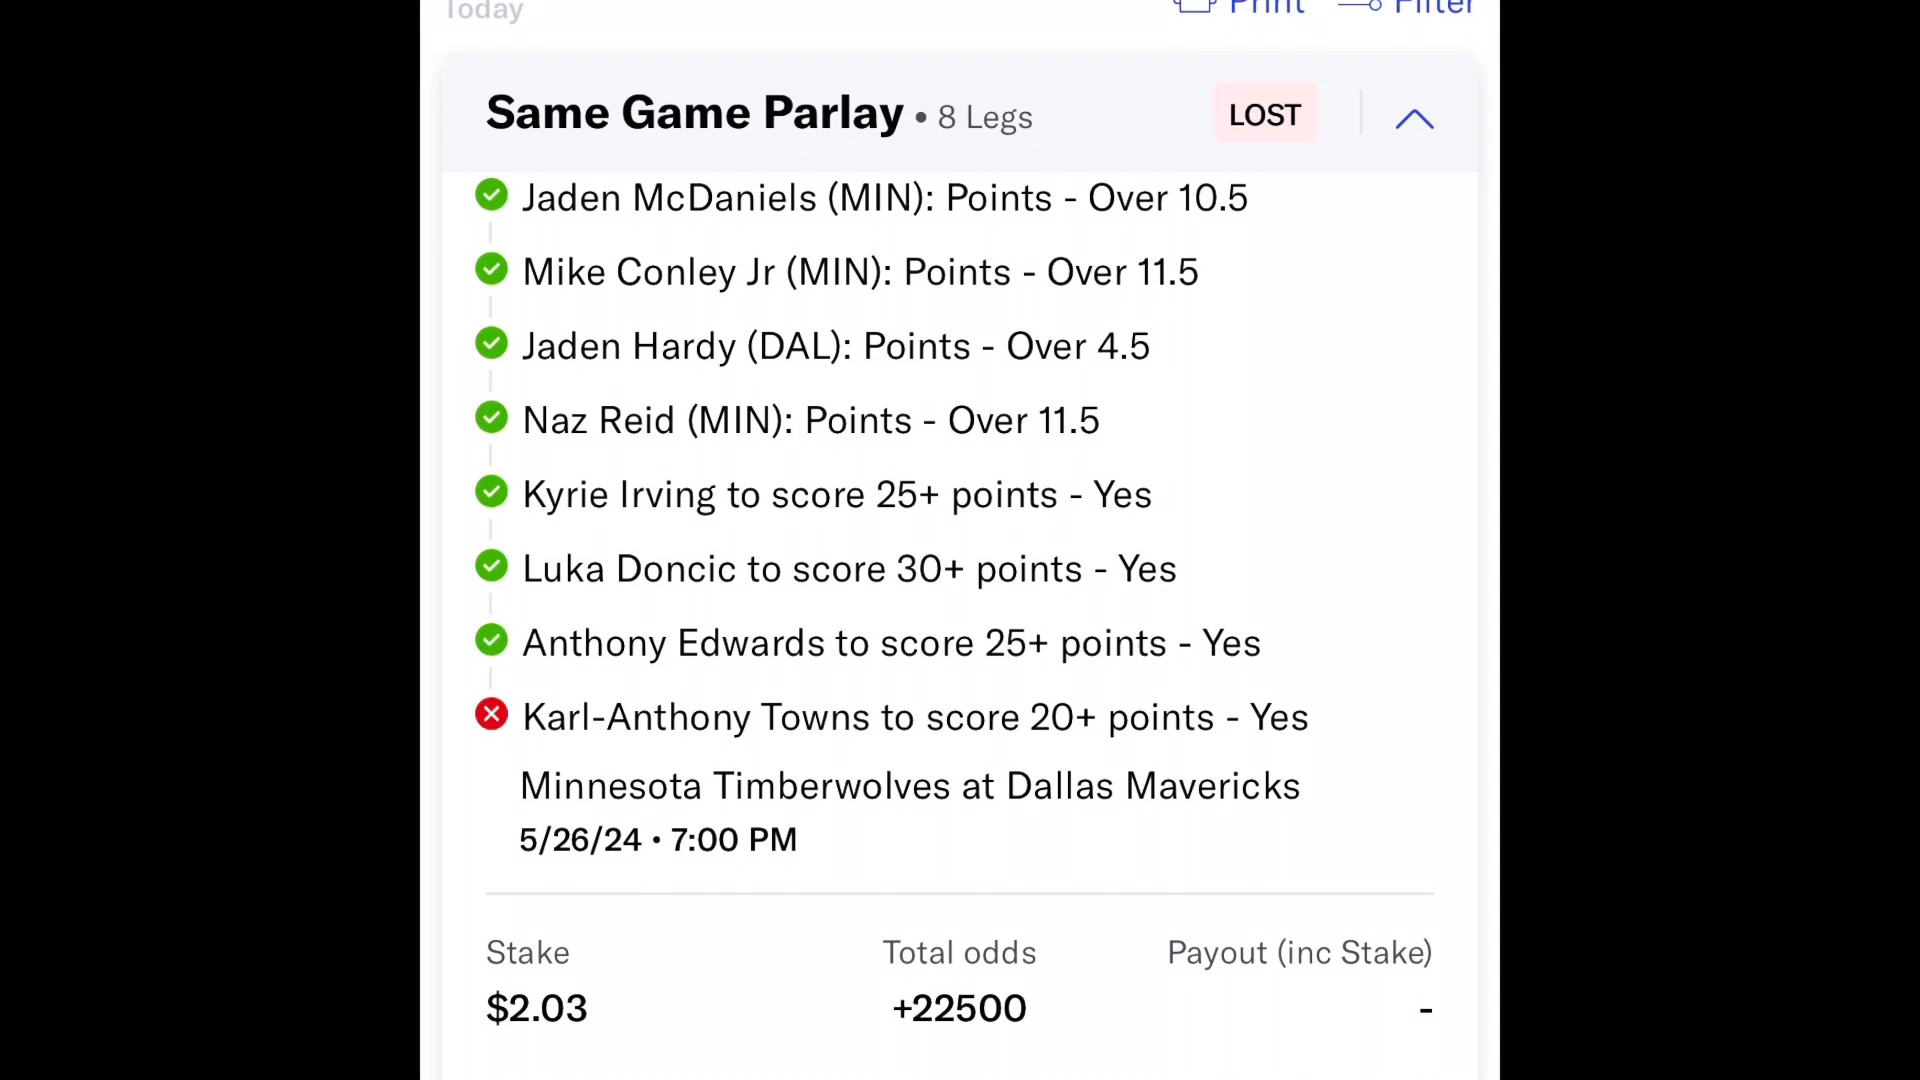 Today
Print
Filter
Same Game Parlay • 8 Legs
LOST
Jaden McDaniels (MIN): Points - Over 10.5
Mike Conley Jr (MIN): Points - Over 11.5
Jaden Hardy (DAL): Points - Over 4.5
Naz Reid (MIN): Points - Over 11.5
Kyrie Irving to score 25+ points - Yes
Luka Doncic to score 30+ points - Yes
Anthony Edwards to score 25+ points - Yes
Karl-Anthony Towns to score 20+ points - Yes
Minnesota Timberwolves at Dallas Mavericks
5/26/24 • 7:00 PM
Stake
Total odds
Payout (inc Stake)
$2.03
+22500
-